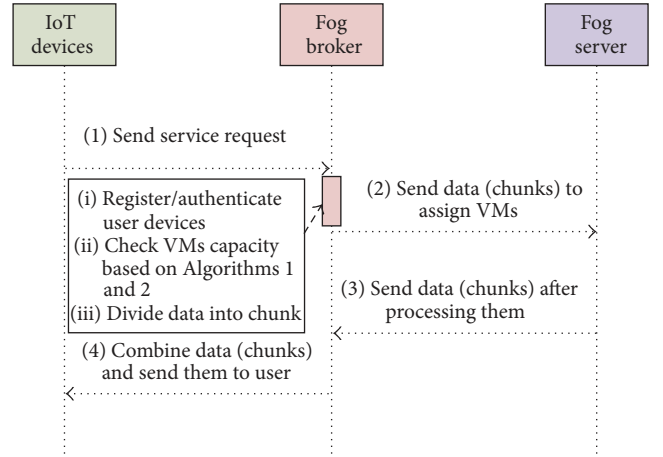 IoT
devices
Fog
broker
Fog
server
(1) Send service request
(i) Register/authenticate
user devices
(ii) Check VMs capacity
based on Algorithms 1
and 2
(iii) Divide data into chunk
(2) Send data (chunks) to
assign VMs
(3) Send data (chunks) after
processing them
(4) Combine data (chunks)
and send them to user